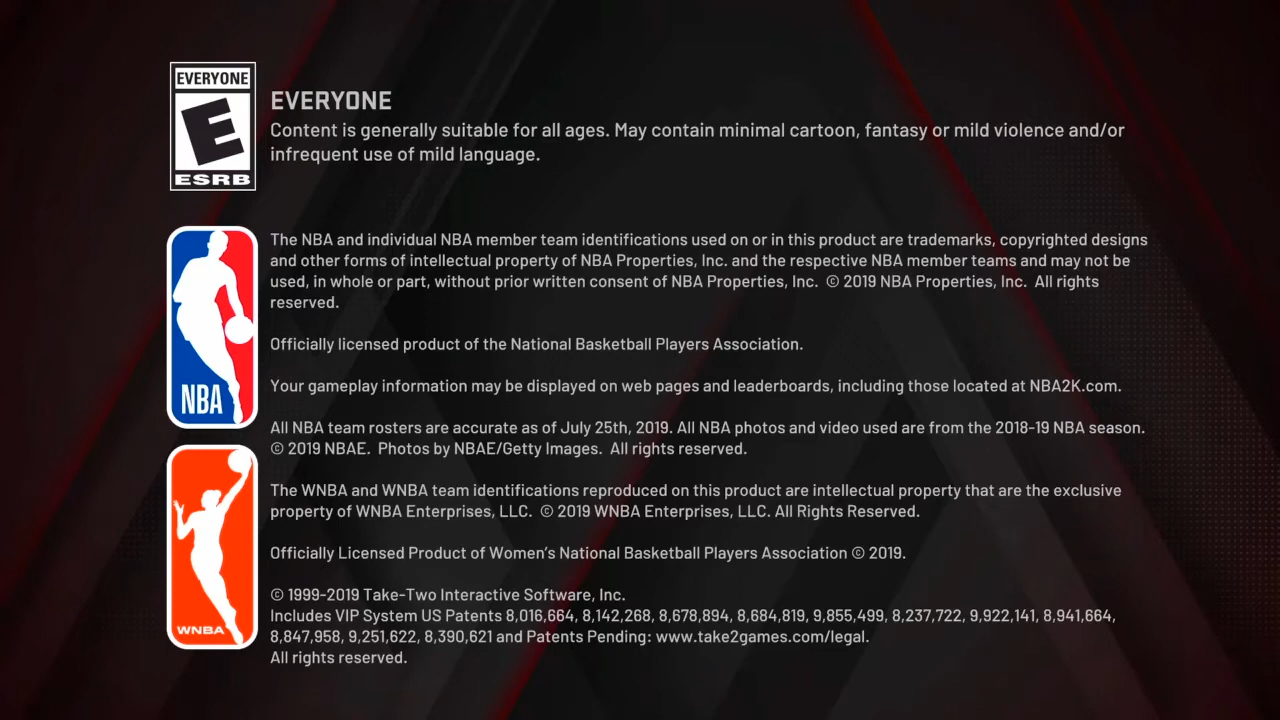 EVERYONE
E
ESRB
EVERYONE
Content is generally suitable for all ages. May contain minimal cartoon, fantasy or mild violence and/or
infrequent use of mild language.
The NBA and individual NBA member team identifications used on or in this product are trademarks, copyrighted designs
and other forms of intellectual property of NBA Properties, Inc. and the respective NBA member teams and may not be
used, in whole or part, without prior written consent of NBA Properties, Inc.  © 2019 NBA Properties, Inc.  All rights
reserved.
Officially licensed product of the National Basketball Players Association.
Your gameplay information may be displayed on web pages and leaderboards, including those located at NBA2K.com.
NBA
All NBA team rosters are accurate as of July 25th, 2019. All NBA photos and video used are from the 2018-19 NBA season.
© 2019 NBAE.  Photos by NBAE/Getty Images.  All rights reserved.
The WNBA and WNBA team identifications reproduced on this product are intellectual property that are the exclusive
property of WNBA Enterprises, LLC.  © 2019 WNBA Enterprises, LLC. All Rights Reserved.
Officially Licensed Product of Women's National Basketball Players Association © 2019.
© 1999-2019 Take-Two Interactive Software, Inc.
Includes VIP System US Patents 8,016,664, 8,142,268, 8,678,894, 8,684,819, 9,855,499, 8,237,722, 9,922,141, 8,941,664,
WNBA
8,847,958, 9,251,622, 8,390,621 and Patents Pending: www.take2games.com/legal.
All rights reserved.